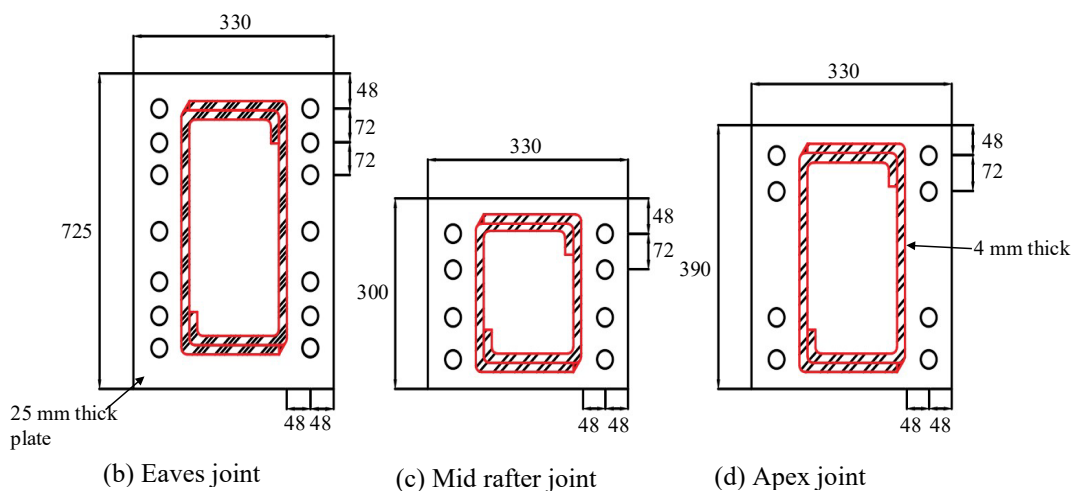 330
48
72
72
725
25 mm thick
plate
48 48
(b) Eaves joint
330
48
72
300
48 48
(c) Mid rafter joint
330
48
72
4 mm thick
390
48 48
(d) Apex joint